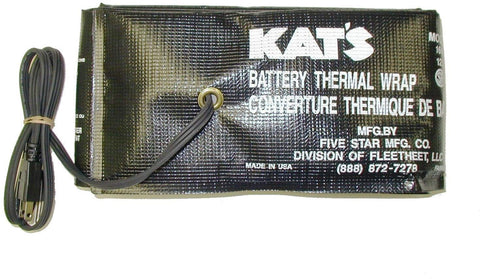 KAT'S
BATTERY THERMAL WRAP
CONVERTURE THERMIQUE DE
MFG.BY
FIVE STAR MFG. CO.
DIVISION OF FLEETHEET, LLC
MADE IN USA
(888) 872-7278